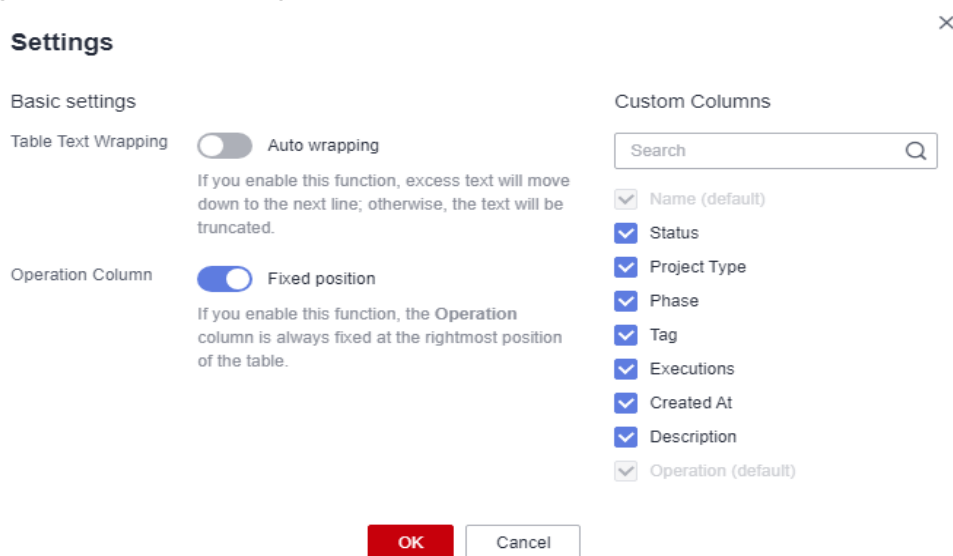 Settings
Basic settings
Table Text Wrapping
Auto wrapping
If you enable this function, excess text will move
down to the next line; otherwise, the text will be
truncated.
Operation Column
Fixed position
If you enable this function, the Operation
column is always fixed at the rightmost position
of the table.
Custom Columns
Search
Name (default)
Status
Project Type
Phase
Tag
Executions
Created At
Description
Operation (default)
OK
Cancel